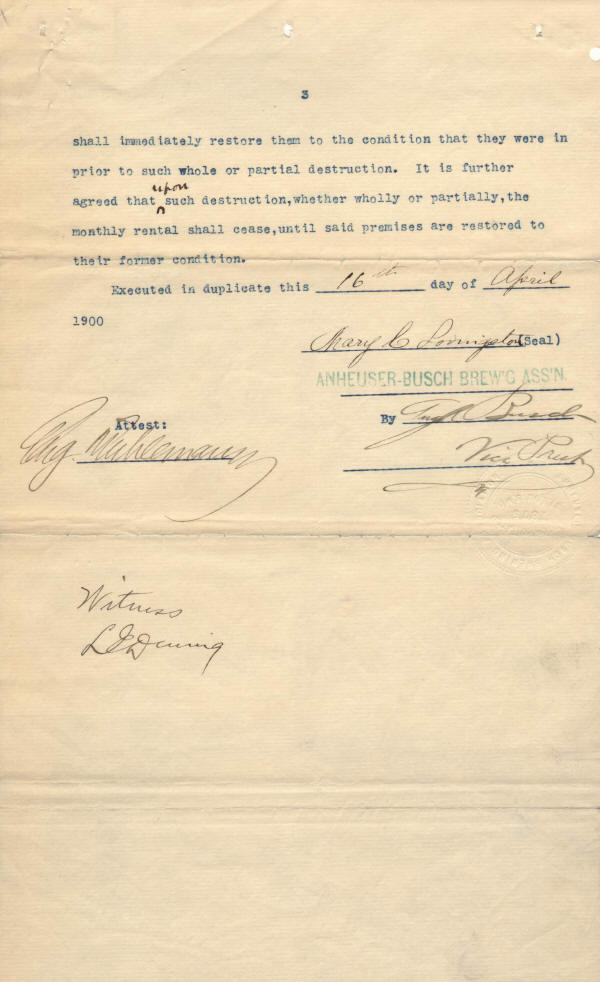 3
shall immediately restore them to the condition that they were in
prior to such whole or partial destruction. It is further
upon
agreed that such destruction,whether wholly or partially,the
monthly rental shall cease,until said premises are restored to
their former condition.
Executed in duplicate this 16th day of April
1900
Mary C Lovingston (Seal)
ANHEUSER-BUSCH BREW'G ASS'N.
Attest:
By Aug A Busch
Vice Prest
Witness